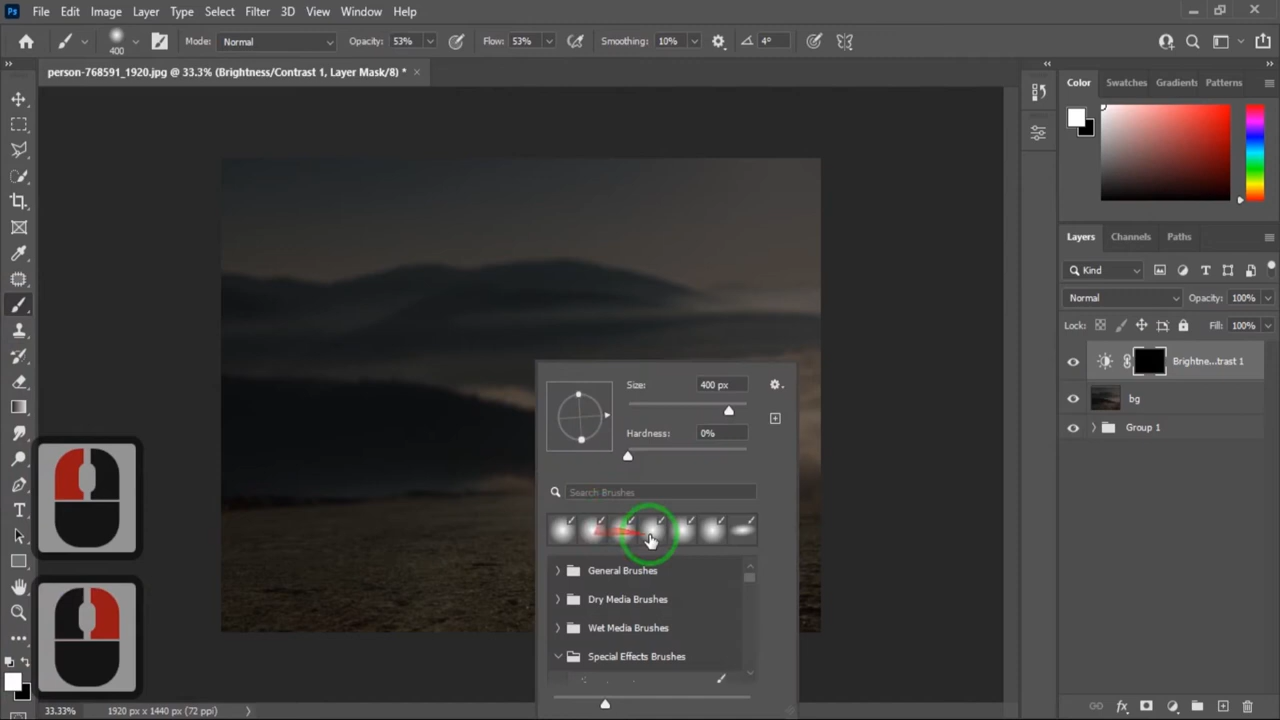 Ps File Edit Image Layer Type Select Filter 3D View Window Help
400 Mode: Normal Opacity: 53% Flow: 53% Smoothing: 10% 4°
person-768591_1920.jpg @ 33.3% (Brightness/Contrast 1, Layer Mask/8) *
Color Swatches Gradients Patterns
Layers Channels Paths
Kind
Normal Opacity: 100%
Lock: Fill: 100%
Brightne...trast 1
bg
Group 1
Size: 400 px
Hardness: 0%
Search Brushes
General Brushes
Dry Media Brushes
Wet Media Brushes
Special Effects Brushes
33.33% 1920 px x 1440 px (72 ppi)